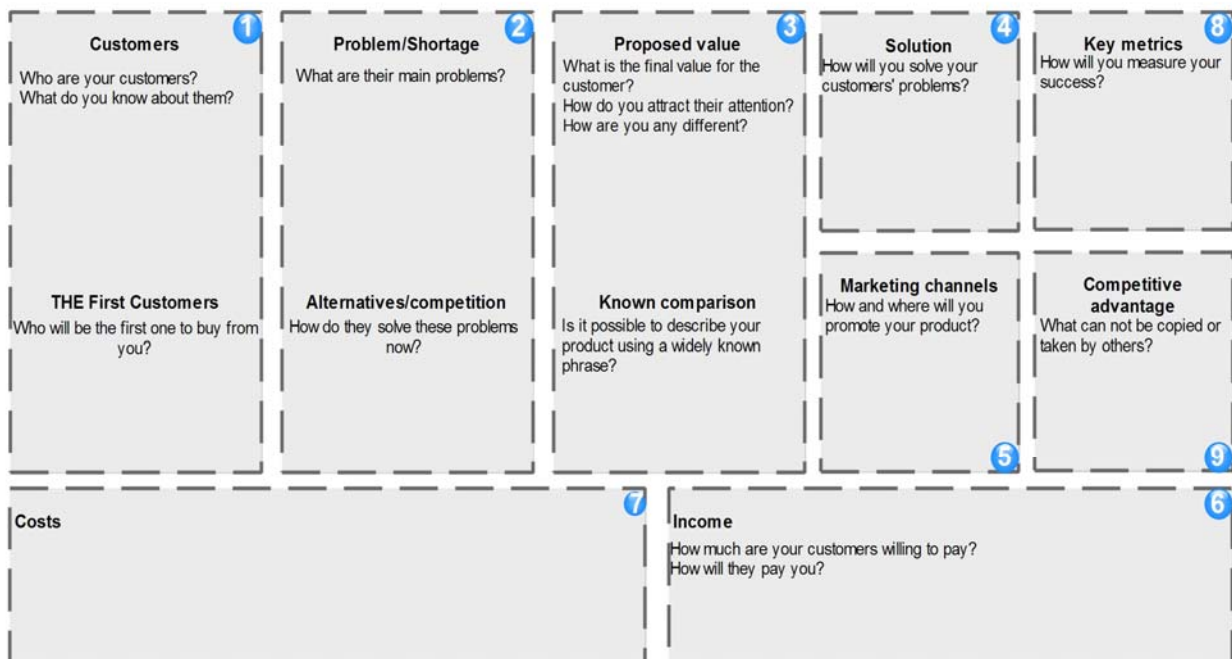 1
Customers
Who are your customers?
What do you know about them?
THE First Customers
Who will be the first one to buy from
you?
2
Problem/Shortage
What are their main problems?
Alternatives/competition
How do they solve these problems
now?
3
Proposed value
What is the final value for the
customer?
How do you attract their attention?
How are you any different?
Known comparison
Is it possible to describe your
product using a widely known
phrase?
4
Solution
How will you solve your
customers' problems?
Marketing channels
How and where will you
promote your product?
5
8
Key metrics
How will you measure your
success?
Competitive
advantage
What can not be copied or
taken by others?
9
7
Costs
6
Income
How much are your customers willing to pay?
How will they pay you?